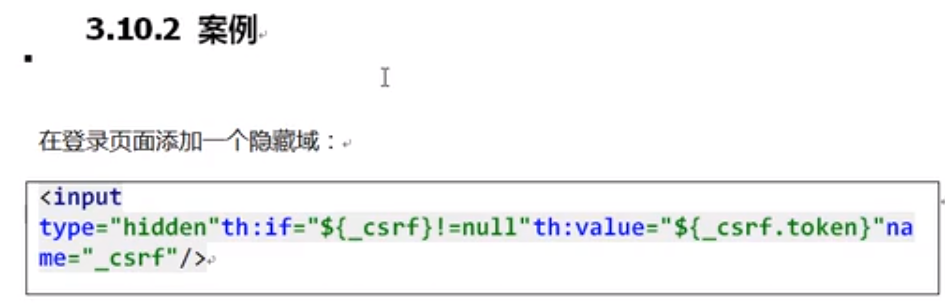 3.10.2 案例
在登录页面添加一个隐藏域：
<input
type="hidden"th:if="${_csrf}!=null"th:value="${_csrf.token}"na
me="_csrf"/>